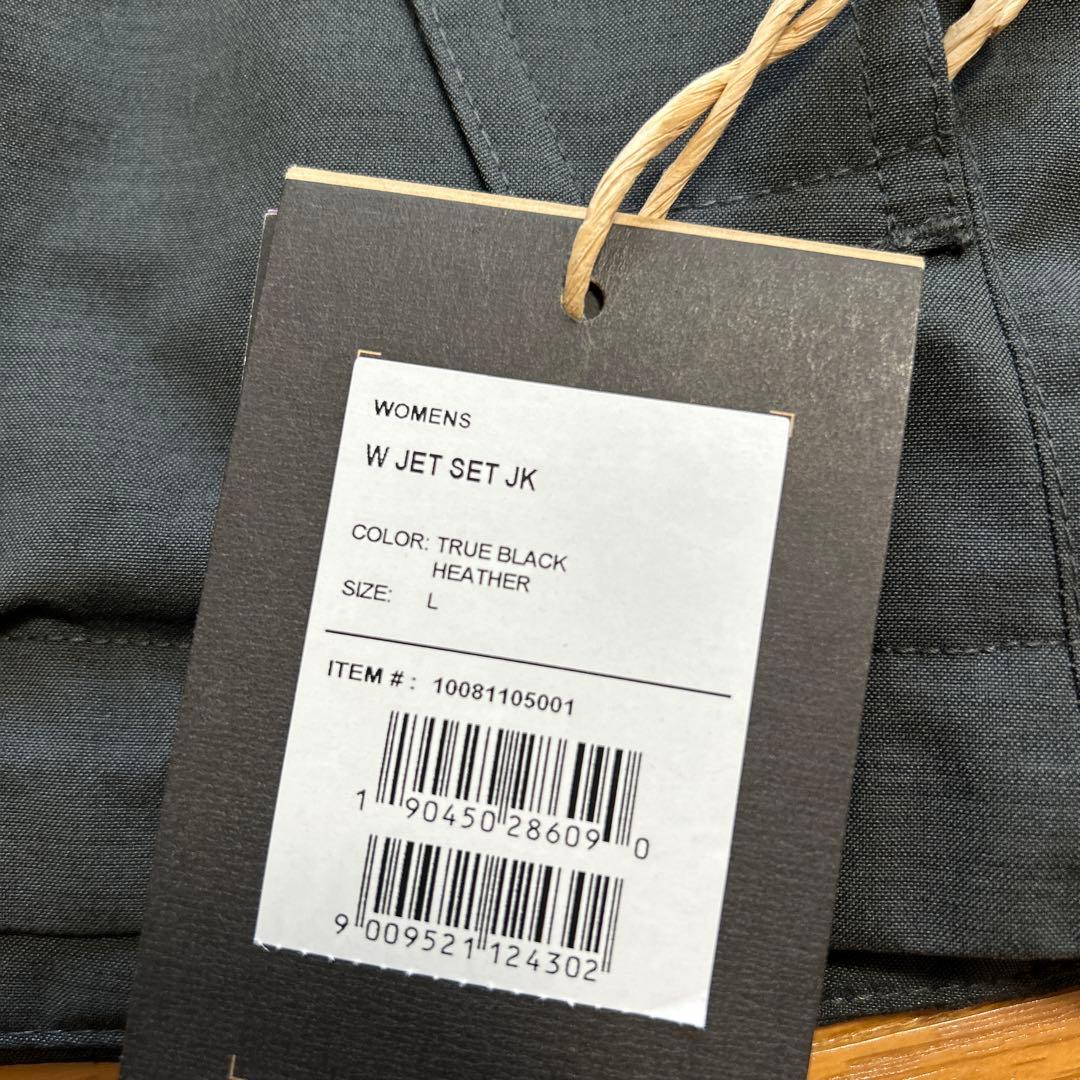 WOMENS
W JET SET JK
COLOR: TRUE BLACK
HEATHER
SIZE: L
ITEM # : 10081105001
1 90450 28609 0
9 009521 124302